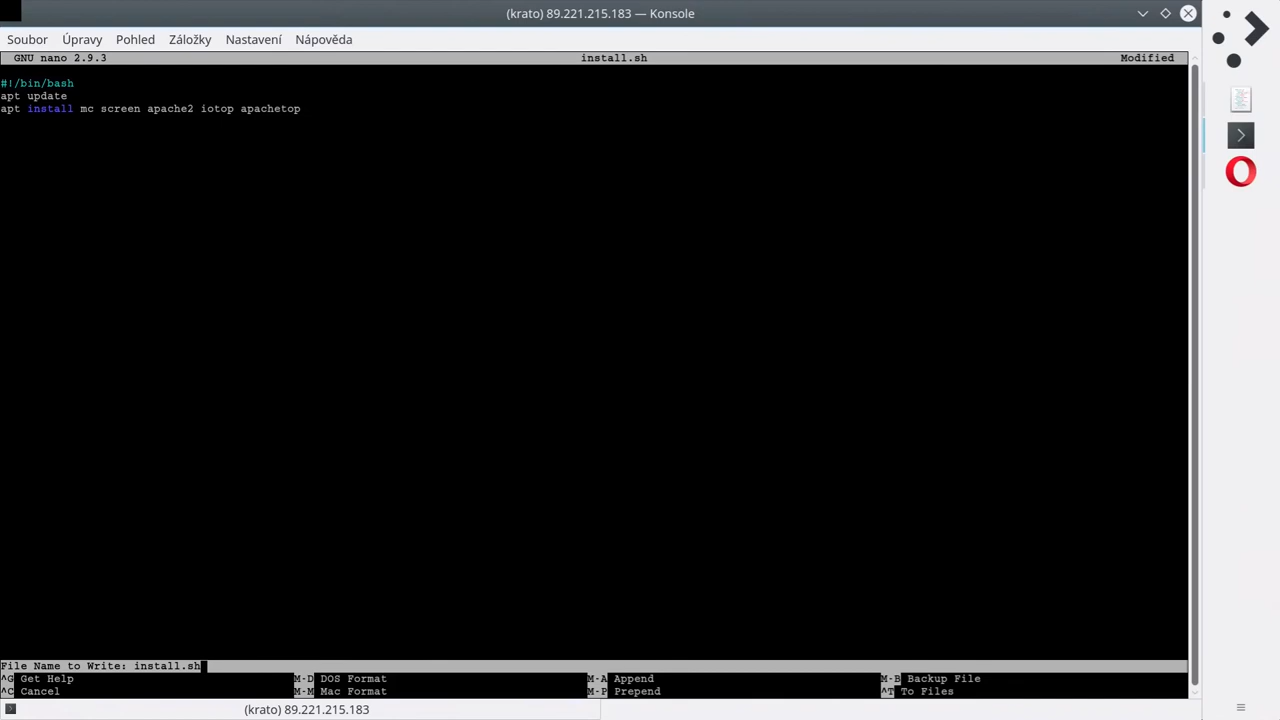 (krato) 89.221.215.183 — Konsole
Soubor Úpravy Pohled Záložky Nastavení Nápověda
GNU nano 2.9.3 install.sh Modified
#!/bin/bash
apt update
apt install mc screen apache2 iotop apachetop
File Name to Write: install.sh
^G Get Help M-D DOS Format M-A Append M-B Backup File
^C Cancel M-M Mac Format M-P Prepend ^T To Files
(krato) 89.221.215.183